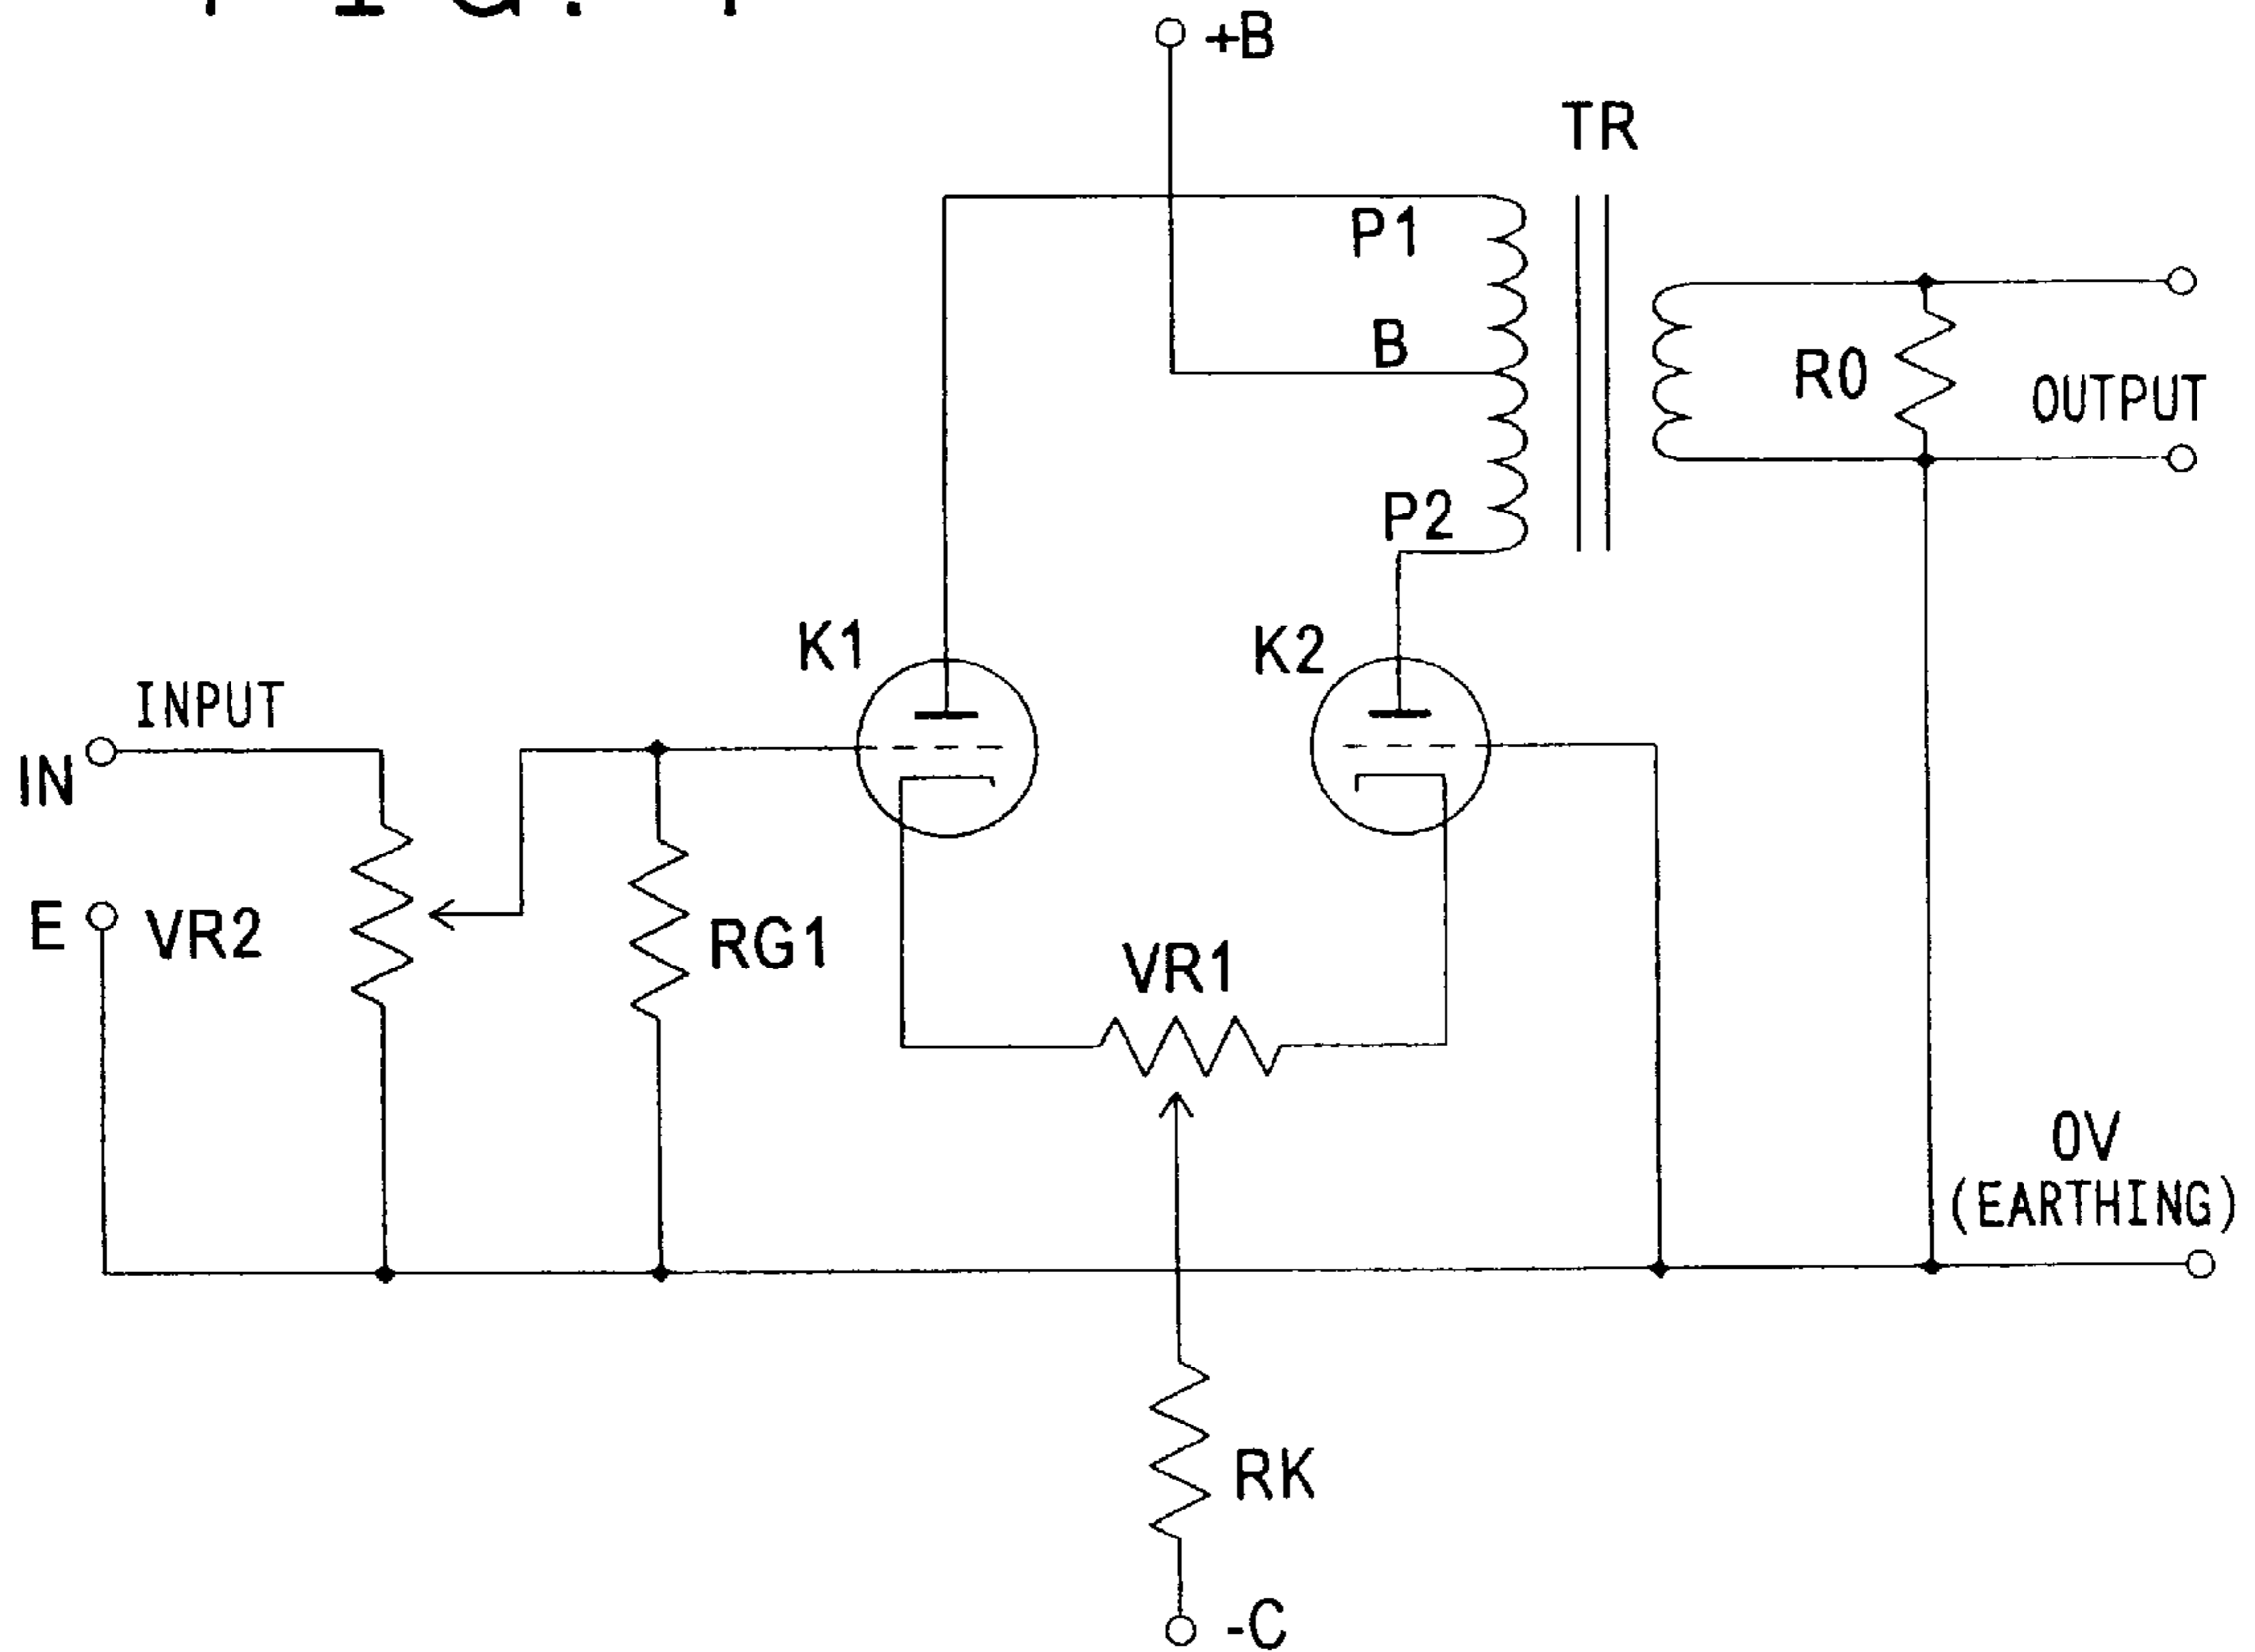 +B
TR
P1
B
R0
OUTPUT
P2
K1
K2
INPUT
IN
E
VR2
RG1
VR1
0V
(EARTHING)
RK
-C